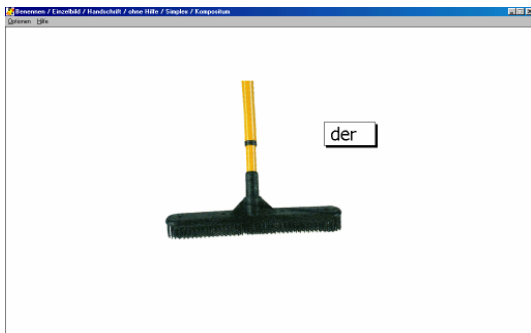 Benennen / Einzelbild / Handschrift / ohne Hilfe / Simplex / Kompositum
Optionen Hilfe
der